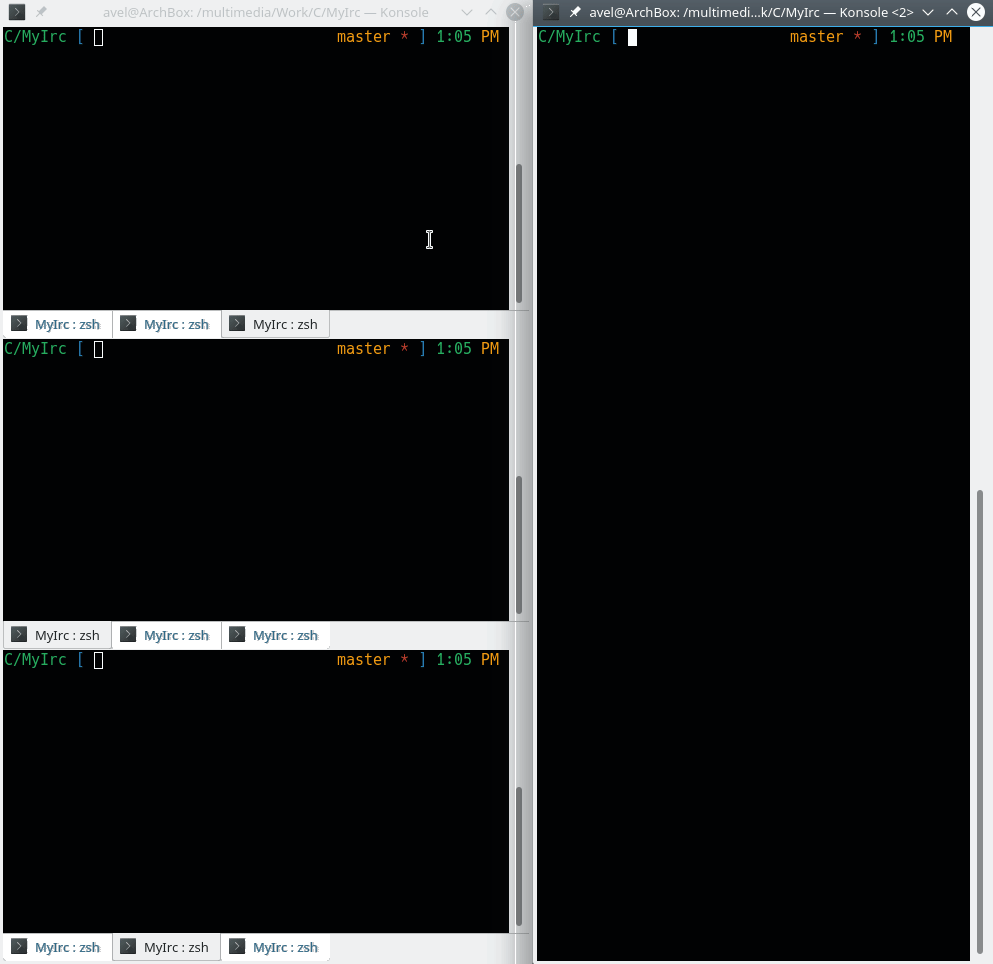 avel@ArchBox: /multimedia/Work/C/MyIrc — Konsole
C/MyIrc [ master * ] 1:05 PM
MyIrc : zsh MyIrc : zsh MyIrc : zsh
C/MyIrc [ master * ] 1:05 PM
MyIrc : zsh MyIrc : zsh MyIrc : zsh
C/MyIrc [ master * ] 1:05 PM
MyIrc : zsh MyIrc : zsh MyIrc : zsh
avel@ArchBox: /multimedi...k/C/MyIrc — Konsole <2>
C/MyIrc [ master * ] 1:05 PM